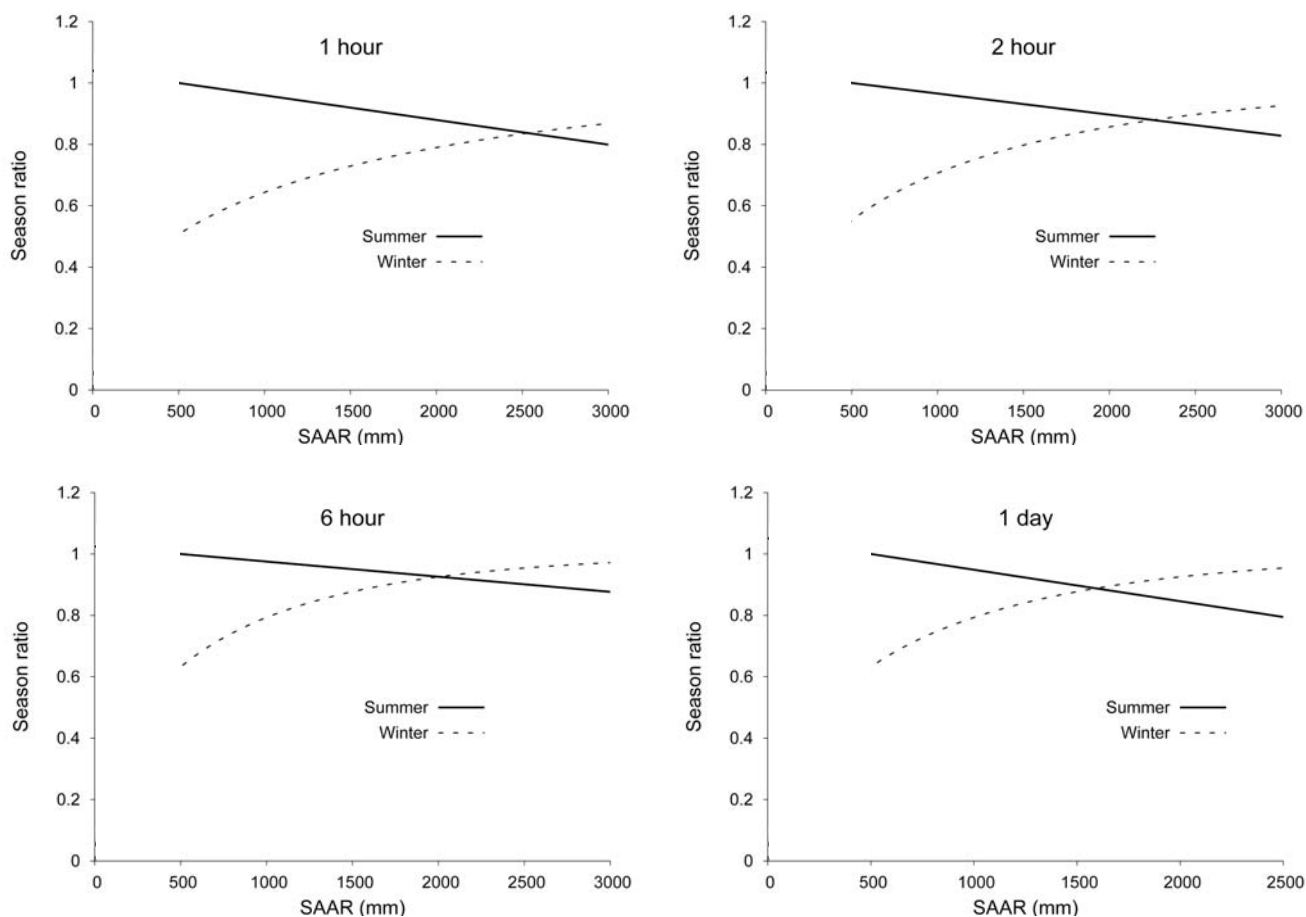 1 hour
Season ratio
1.2
1
0.8
0.6
0.4
0.2
0
Summer
Winter
0 500 1000 1500 2000 2500 3000
SAAR (mm)
2 hour
Season ratio
1.2
1
0.8
0.6
0.4
0.2
0
Summer
Winter
0 500 1000 1500 2000 2500 3000
SAAR (mm)
6 hour
Season ratio
1.2
1
0.8
0.6
0.4
0.2
0
Summer
Winter
0 500 1000 1500 2000 2500 3000
SAAR (mm)
1 day
Season ratio
1.2
1
0.8
0.6
0.4
0.2
0
Summer
Winter
0 500 1000 1500 2000 2500
SAAR (mm)